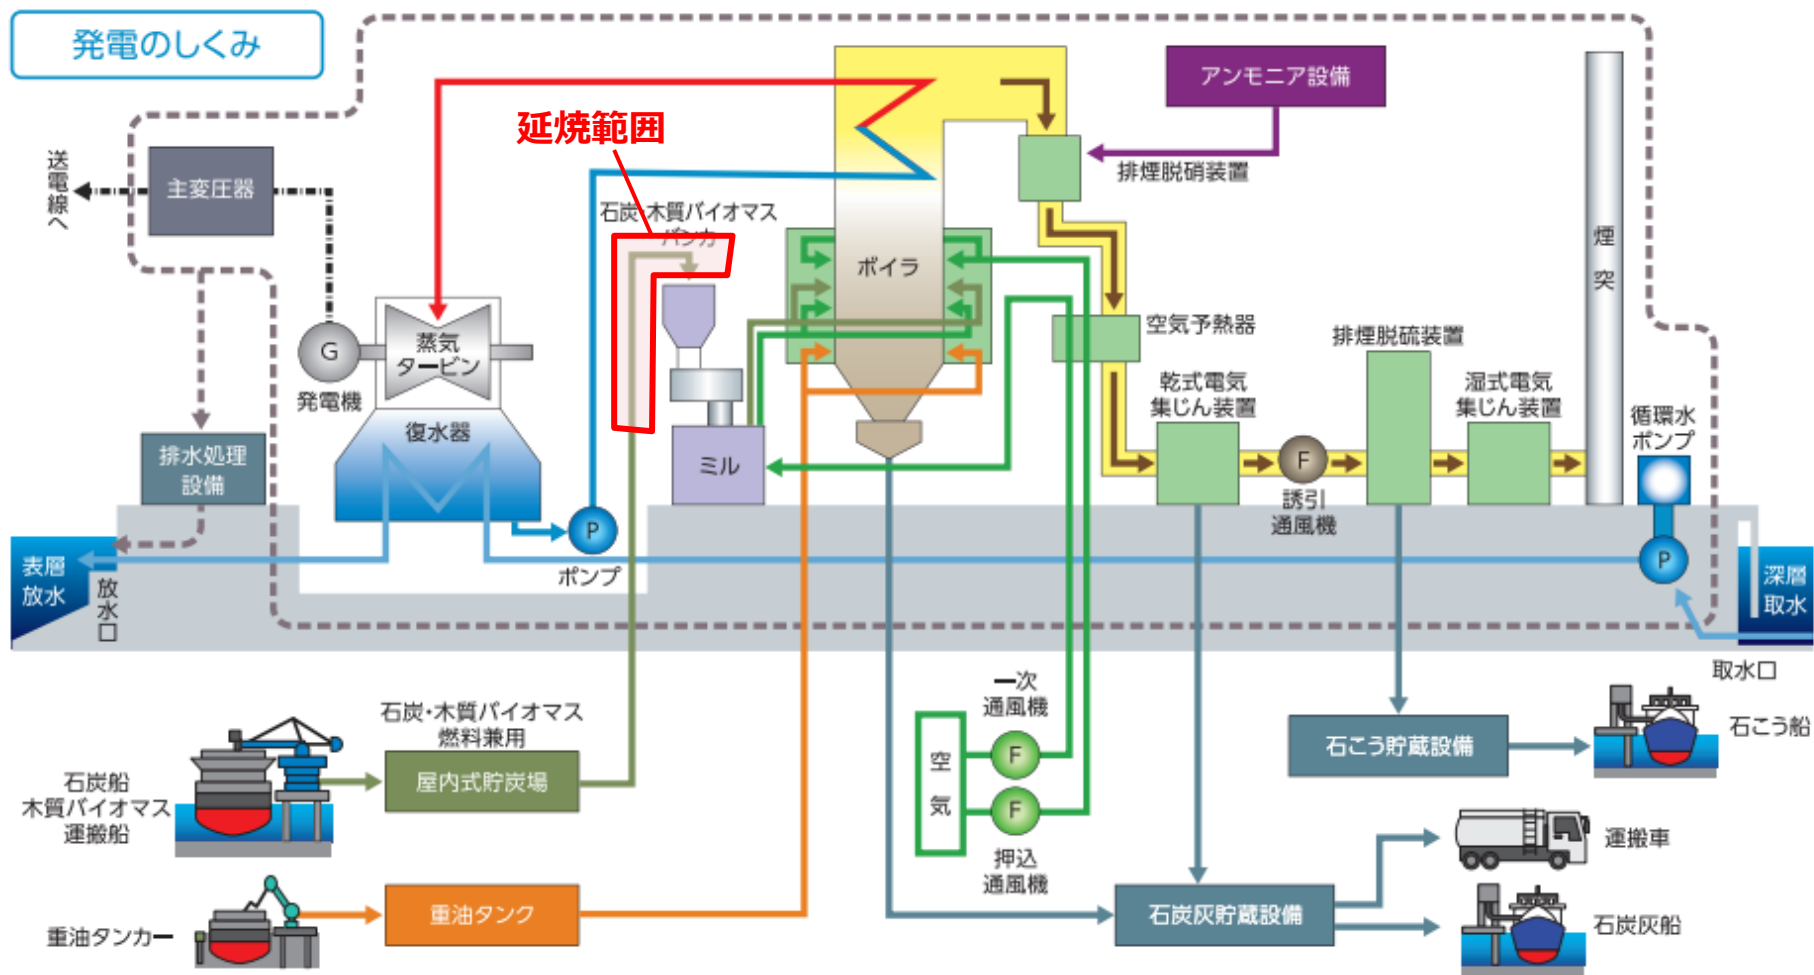 発電のしくみ
アンモニア設備
延焼範囲
送電線へ
主変圧器
排煙脱硝装置
石炭・木質バイオマス
バンカ
煙突
ボイラ
空気予熱器
排煙脱硫装置
G
蒸気
タービン
発電機
乾式電気
集じん装置
湿式電気
集じん装置
循環水
ポンプ
復水器
排水処理
設備
ミル
F
誘引
通風機
P
ポンプ
P
表層
放水
放水口
深層
取水
取水口
一次
通風機
石炭・木質バイオマス
燃料兼用
石炭船
木質バイオマス
運搬船
屋内式貯炭場
空気
F
F
押込
通風機
石こう貯蔵設備
石こう船
運搬車
重油タンカー
重油タンク
石炭灰貯蔵設備
石炭灰船